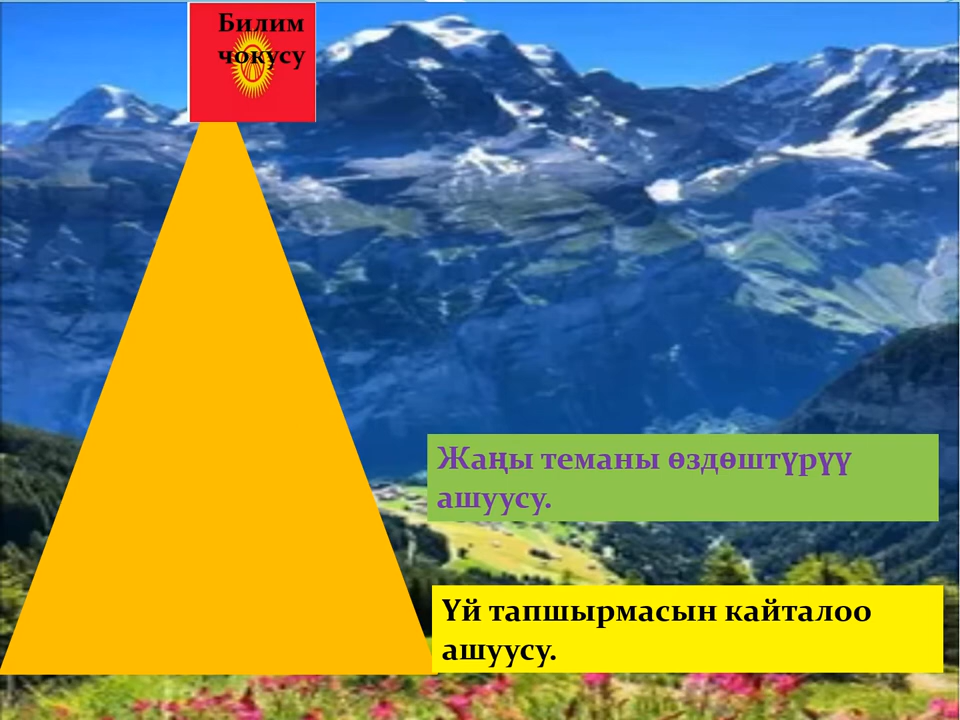 Билим
чокусу
Жаңы теманы өздөштүрүү
ашуусу.
Үй тапшырмасын кайталоо
ашуусу.